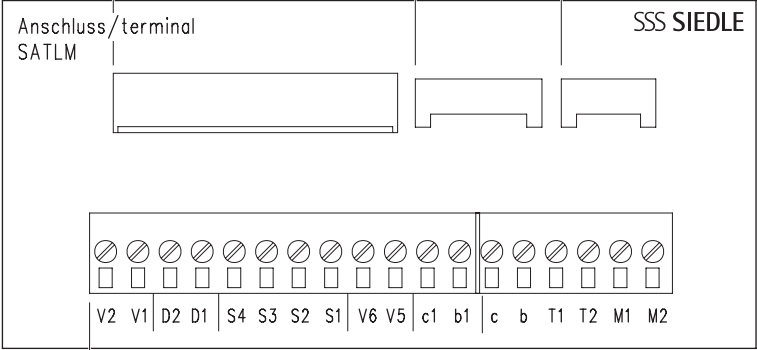 Anschluss/terminal
SATLM
SSS SIEDLE
V2 V1 D2 D1 S4 S3 S2 S1 V6 V5 c1 b1 c b T1 T2 M1 M2